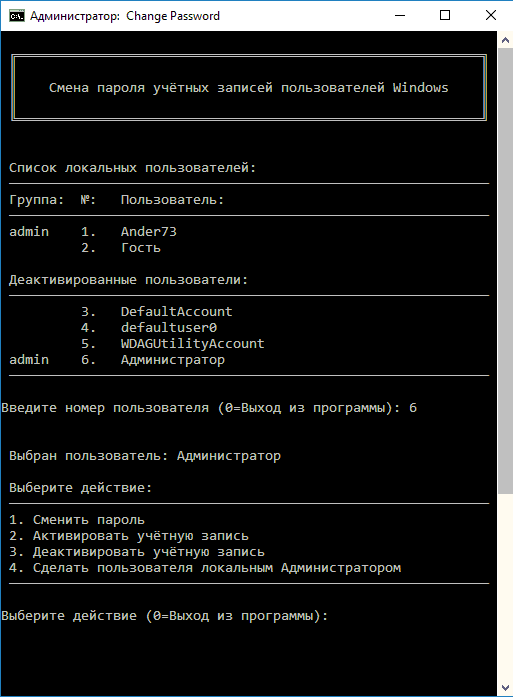 Администратор: Change Password
Смена пароля учётных записей пользователей Windows
Список локальных пользователей:
Группа: №: Пользователь:
admin 1. Ander73
2. Гость
Деактивированные пользователи:
3. DefaultAccount
4. defaultuser0
5. WDAGUtilityAccount
admin 6. Администратор
Введите номер пользователя (0=Выход из программы): 6
Выбран пользователь: Администратор
Выберите действие:
1. Сменить пароль
2. Активировать учётную запись
3. Деактивировать учётную запись
4. Сделать пользователя локальным Администратором
Выберите действие (0=Выход из программы):